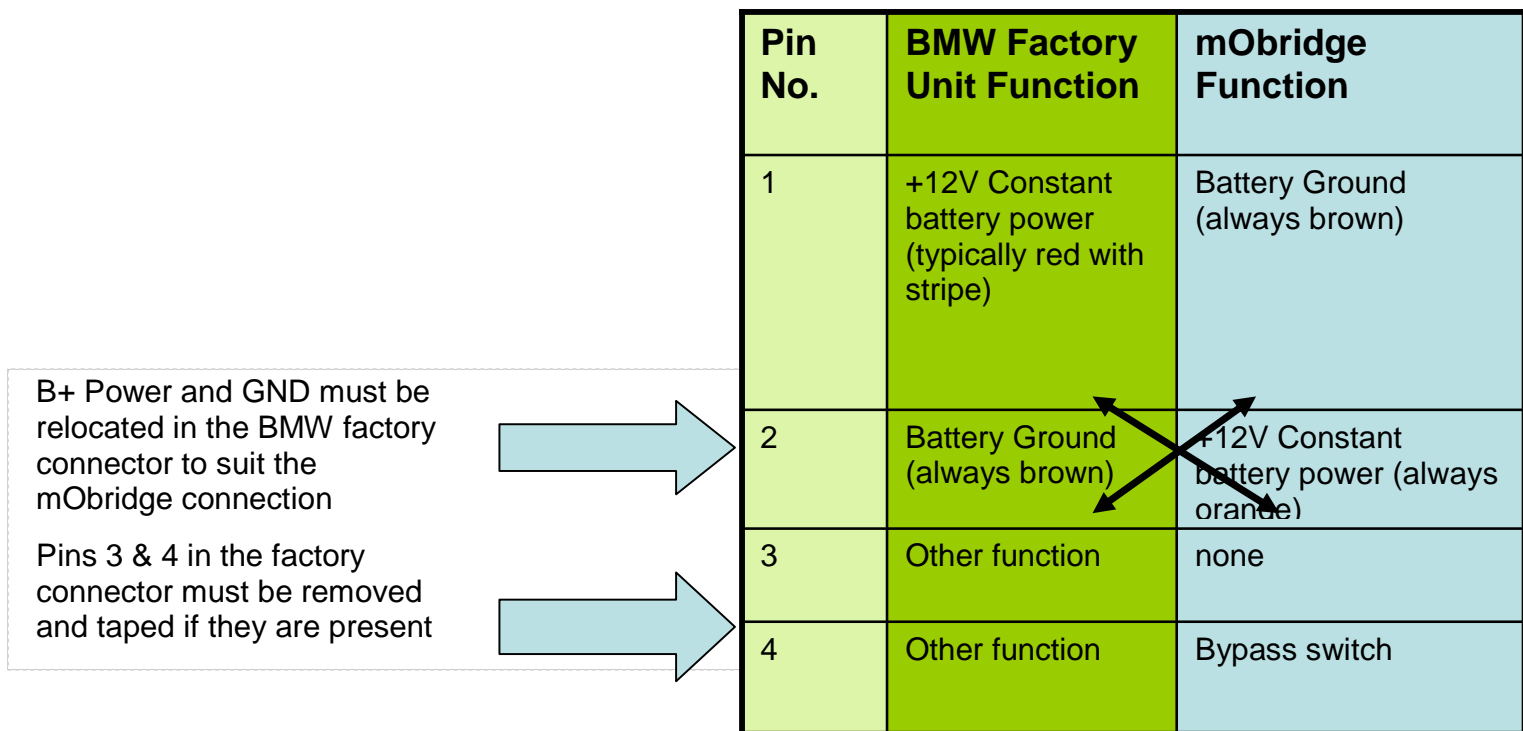 Pin No.
BMW Factory Unit Function
mObridge Function
1
+12V Constant
battery power
(typically red with
stripe)
Battery Ground
(always brown)
B+ Power and GND must be
relocated in the BMW factory
connector to suit the
mObridge connection
2
Battery Ground
(always brown)
+12V Constant
battery power (always
orange)
Pins 3 & 4 in the factory
connector must be removed
and taped if they are present
3
Other function
none
4
Other function
Bypass switch